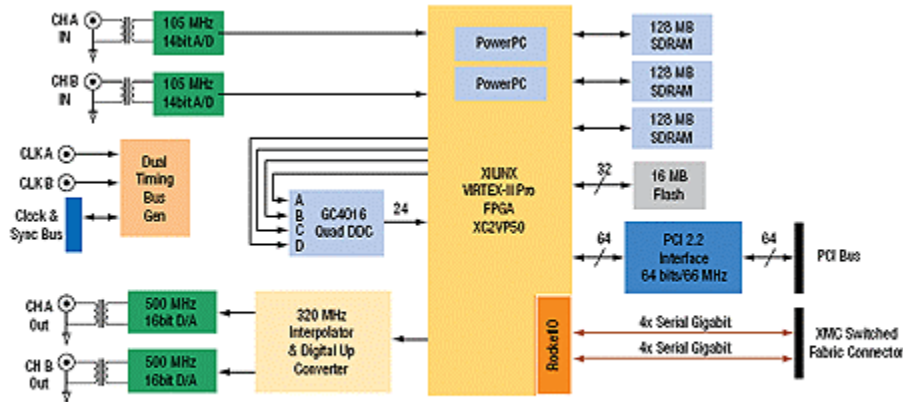 CH A
IN
105 MHz
14bit A/D
CH B
IN
105 MHz
14bit A/D
CLK A
CLK B
Clock &
Sync Bus
Dual
Timing
Bus
Gen
A
B
C
D
GC4016
Quad DDC
24
CH A
Out
500 MHz
16bit D/A
CH B
Out
500 MHz
16bit D/A
320 MHz
Interpolator
& Digital Up
Converter
PowerPC
PowerPC
XILINX
VIRTEX-II Pro
FPGA
XC2VP50
RocketIO
128 MB
SDRAM
128 MB
SDRAM
128 MB
SDRAM
32
16 MB
Flash
64
PCI 2.2
Interface
64 bits/66 MHz
64
PCI Bus
4x Serial Gigabit
4x Serial Gigabit
XMC Switched
Fabric Connector